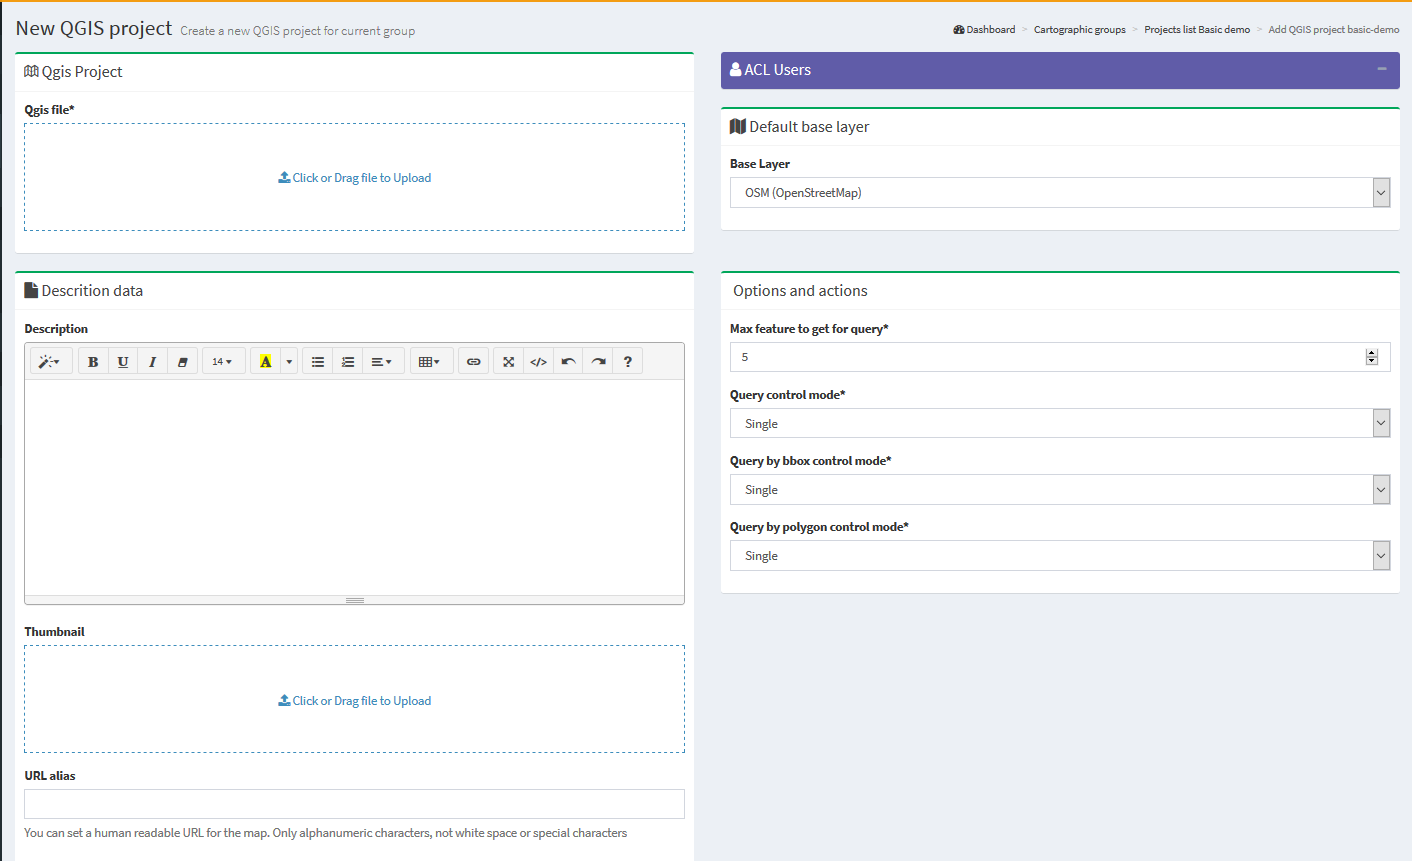 New QGIS project Create a new QGIS project for current group
Dashboard > Cartographic groups > Projects list Basic demo > Add QGIS project basic-demo
Qgis Project
Qgis file*
Click or Drag file to Upload
ACL Users
Default base layer
Base Layer
OSM (OpenStreetMap)
Descrition data
Description
B U I 14 A </> ?
Thumbnail
Click or Drag file to Upload
URL alias
You can set a human readable URL for the map. Only alphanumeric characters, not white space or special characters
Options and actions
Max feature to get for query*
5
Query control mode*
Single
Query by bbox control mode*
Single
Query by polygon control mode*
Single